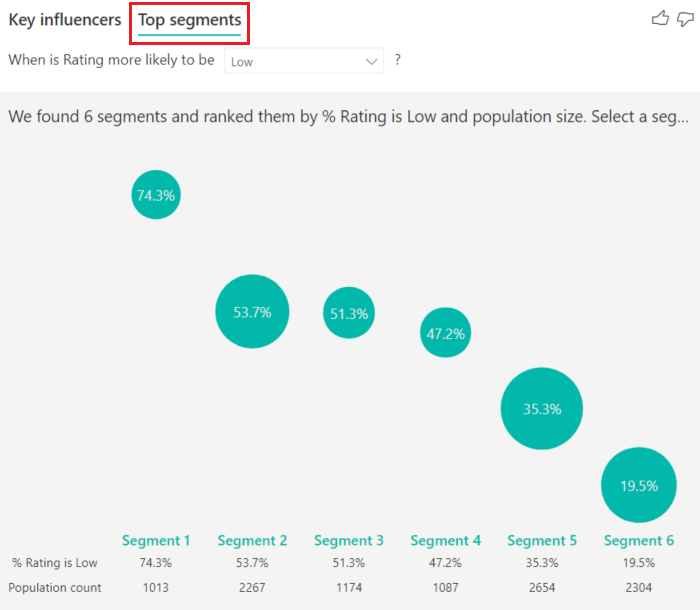 Key influencers Top segments
When is Rating more likely to be Low ?
We found 6 segments and ranked them by % Rating is Low and population size. Select a seg...
74.3%
53.7%
51.3%
47.2%
35.3%
19.5%
Segment 1 Segment 2 Segment 3 Segment 4 Segment 5 Segment 6
% Rating is Low 74.3% 53.7% 51.3% 47.2% 35.3% 19.5%
Population count 1013 2267 1174 1087 2654 2304